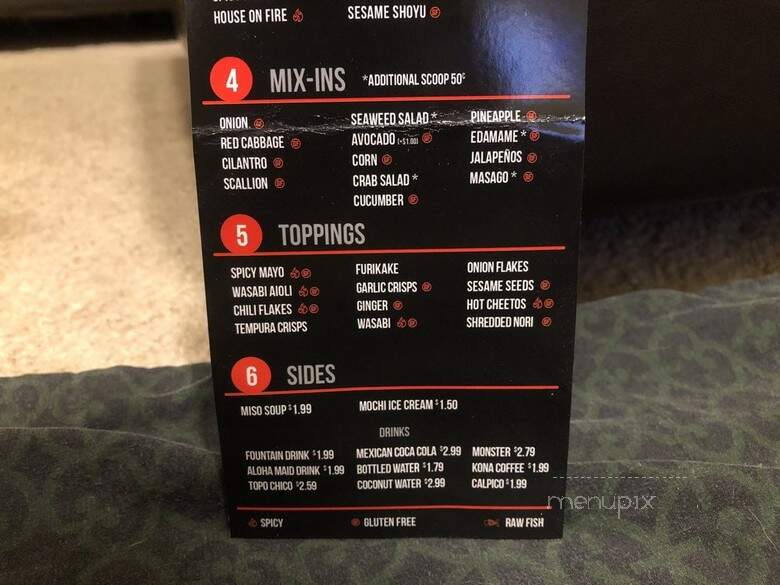 HOUSE ON FIRE SESAME SHOYU
4 MIX-INS *ADDITIONAL SCOOP 50¢
ONION SEAWEED SALAD * PINEAPPLE
RED CABBAGE AVOCADO (+$1.00) EDAMAME *
CILANTRO CORN JALAPEÑOS
SCALLION CRAB SALAD * MASAGO *
CUCUMBER
5 TOPPINGS
SPICY MAYO FURIKAKE ONION FLAKES
WASABI AIOLI GARLIC CRISPS SESAME SEEDS
CHILI FLAKES GINGER HOT CHEETOS
TEMPURA CRISPS WASABI SHREDDED NORI
6 SIDES
MISO SOUP $1.99 MOCHI ICE CREAM $1.50
DRINKS
FOUNTAIN DRINK $1.99 MEXICAN COCA COLA $2.99 MONSTER $2.79
ALOHA MAID DRINK $1.99 BOTTLED WATER $1.79 KONA COFFEE $1.99
TOPO CHICO $2.59 COCONUT WATER $2.99 CALPICO $1.99
SPICY GLUTEN FREE RAW FISH
menupix